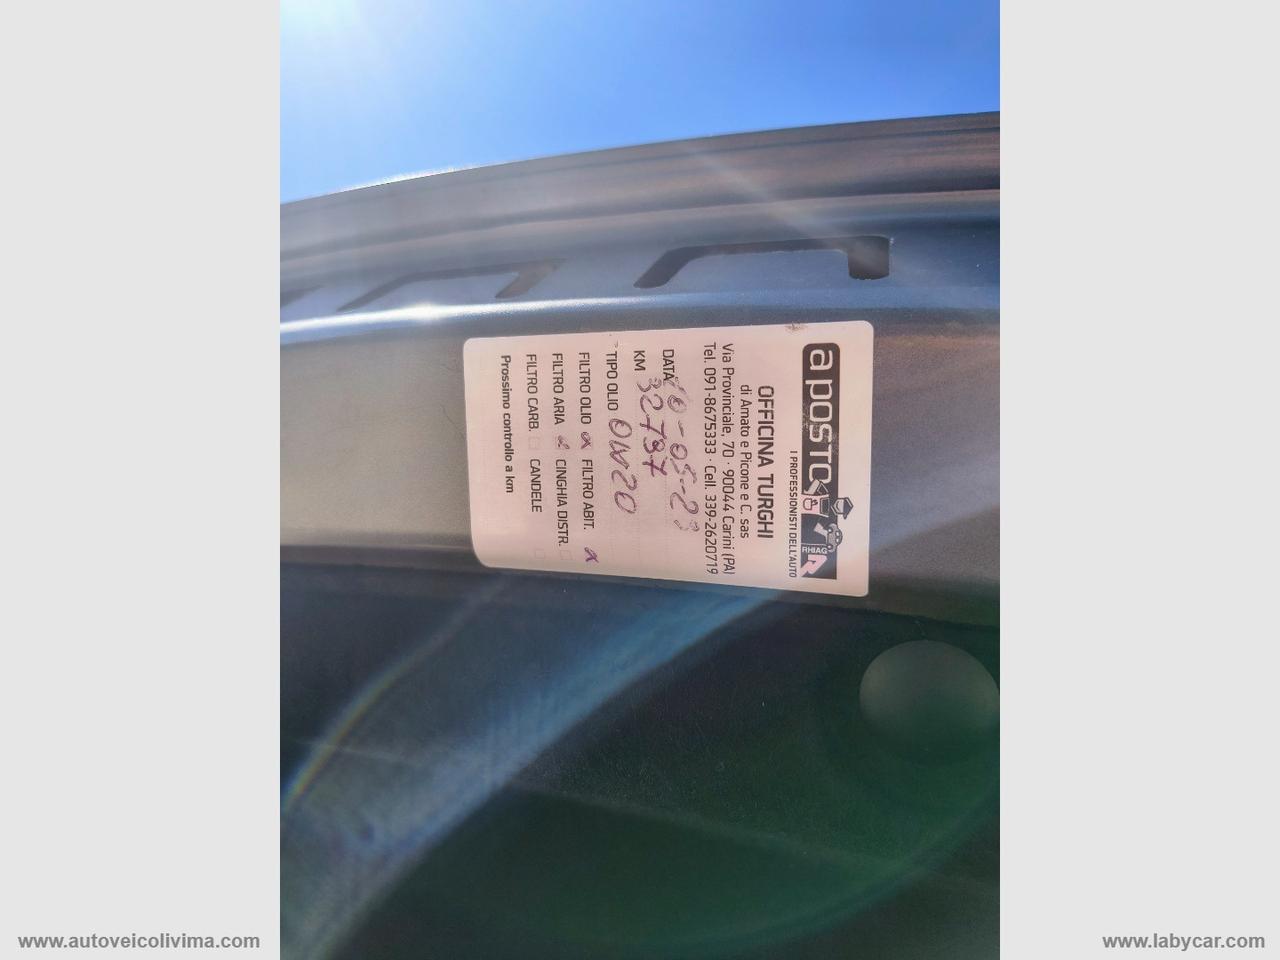 a posto
RHIAG
I PROFESSIONISTI DELL'AUTO
OFFICINA TURGHI
di Amato e Picone e C. sas
Via Provinciale, 70 · 90044 Carini (PA)
Tel. 091-8675333 · Cell. 339-2620719
DATA 10-05-23
KM 32797
TIPO OLIO 0W20
FILTRO OLIO x FILTRO ABIT. x
FILTRO ARIA x CINGHIA DISTR.
FILTRO CARB. CANDELE
Prossimo controllo a km
www.autoveicolivima.com
www.labycar.com